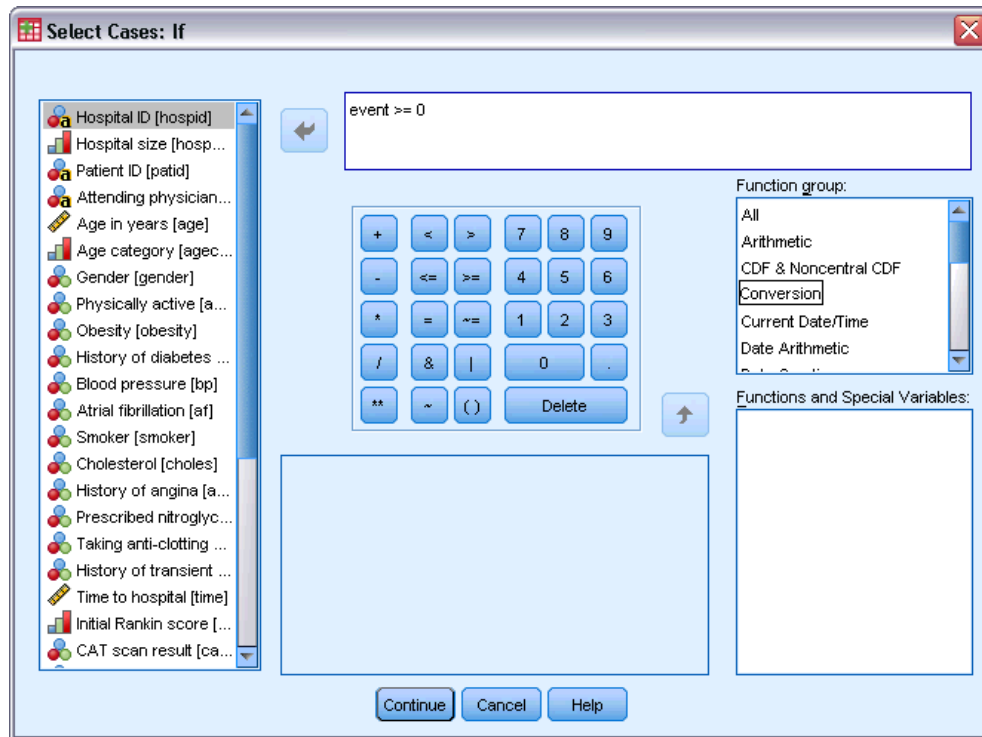 Select Cases: If
Hospital ID [hospid]
Hospital size [hosp...
Patient ID [patid]
Attending physician...
Age in years [age]
Age category [agec...
Gender [gender]
Physically active [a...
Obesity [obesity]
History of diabetes ...
Blood pressure [bp]
Atrial fibrillation [af]
Smoker [smoker]
Cholesterol [choles]
History of angina [a...
Prescribed nitroglyc...
Taking anti-clotting ...
History of transient ...
Time to hospital [time]
Initial Rankin score [...
CAT scan result [ca...
event >= 0
+ < > 7 8 9
- <= >= 4 5 6
* = ~= 1 2 3
/ & | 0 .
** ~ ( ) Delete
Function group:
All
Arithmetic
CDF & Noncentral CDF
Conversion
Current Date/Time
Date Arithmetic
Functions and Special Variables:
Continue Cancel Help